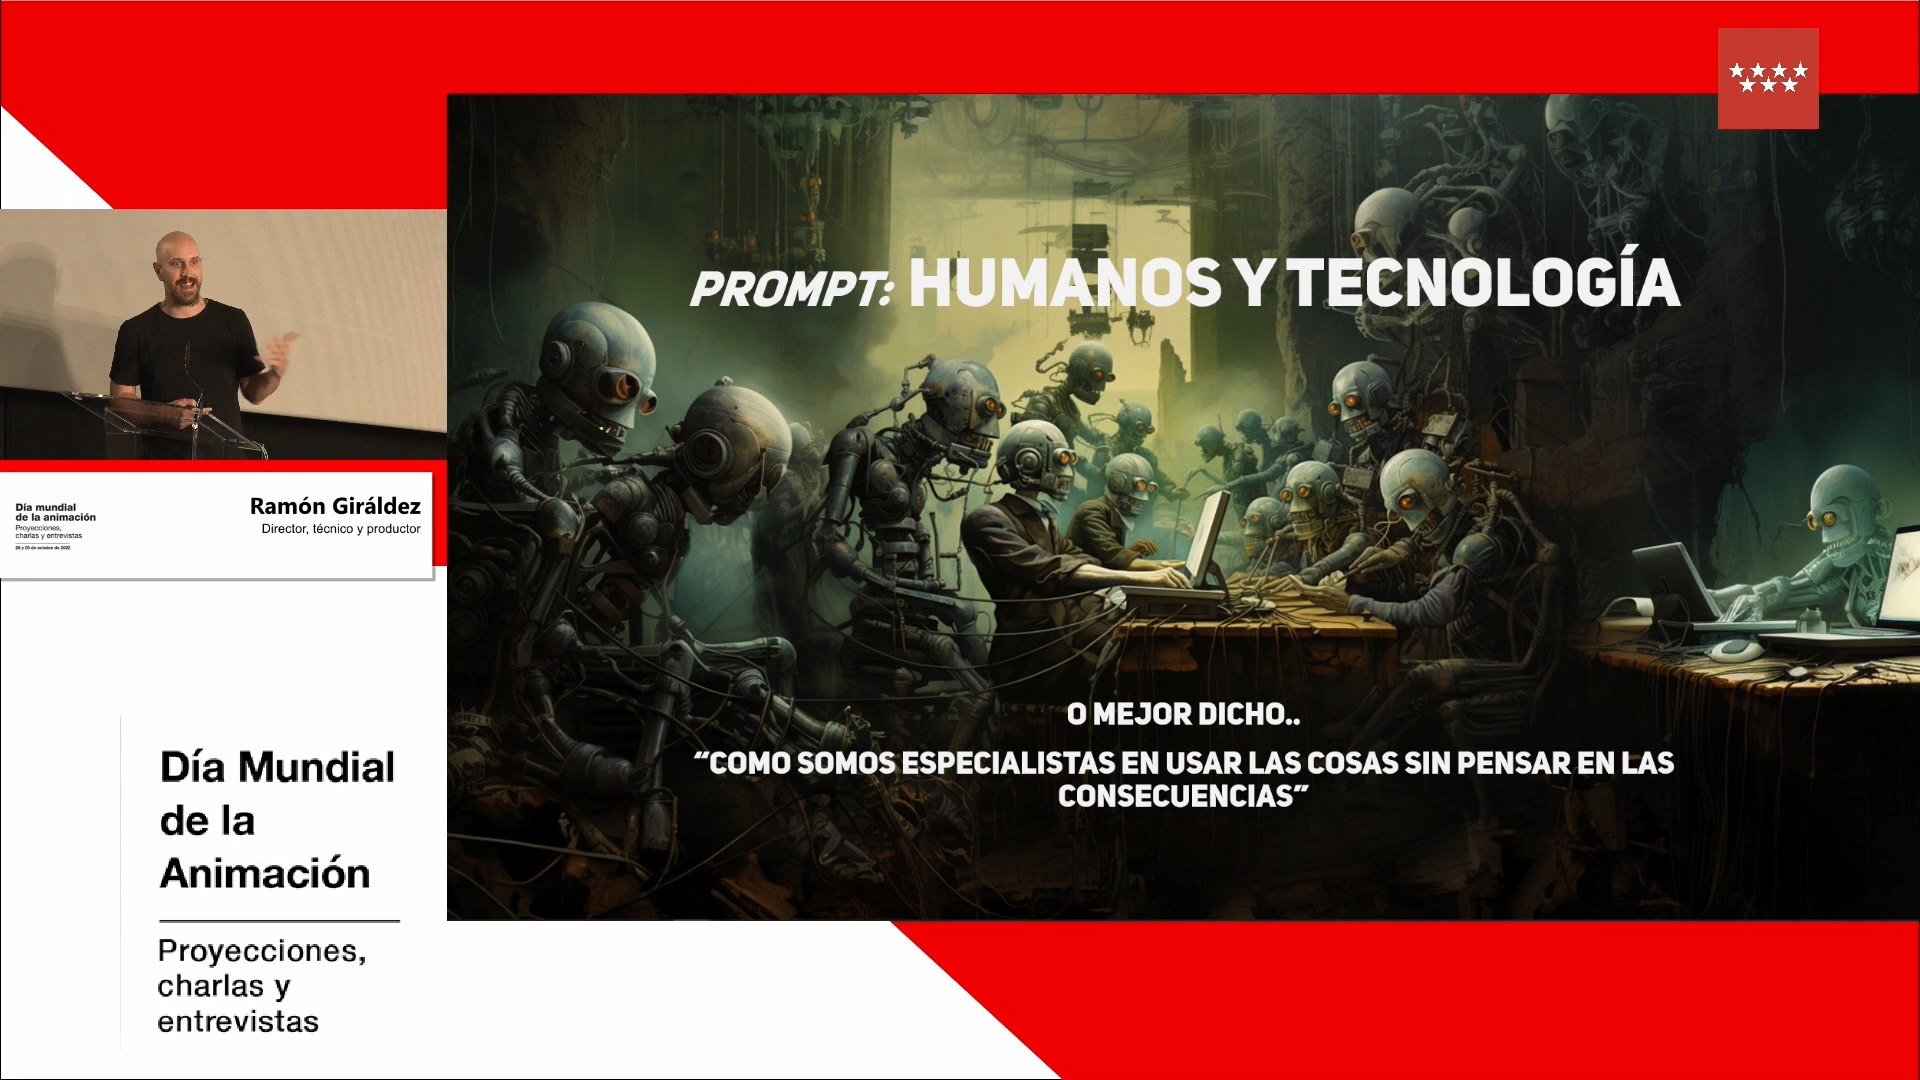 PROMPT: HUMANOS Y TECNOLOGÍA
O MEJOR DICHO..
“COMO SOMOS ESPECIALISTAS EN USAR LAS COSAS SIN PENSAR EN LAS
CONSECUENCIAS”
Ramón Giráldez
Director, técnico y productor
Día mundial
de la animación
Proyecciones,
charlas y entrevistas
Día Mundial
de la
Animación
Proyecciones,
charlas y
entrevistas